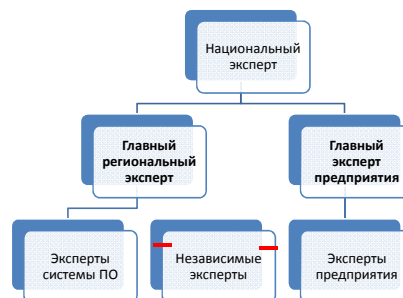 Национальный
эксперт
Главный
региональный
эксперт
Главный
эксперт
предприятия
Эксперты
системы ПО
Независимые
эксперты
Эксперты
предприятия